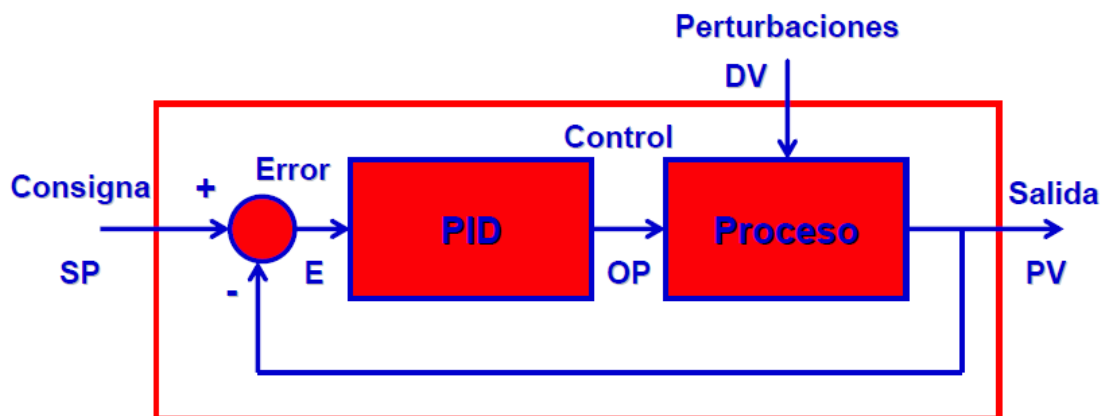 Perturbaciones
DV
Control
Error
Consigna
+
Salida
PID
Proceso
SP
-
E
OP
PV